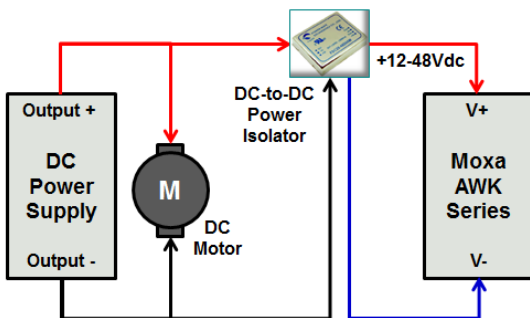 +12-48Vdc
Output +
DC-to-DC
Power
Isolator
V+
DC
Power
Supply
M
Moxa
AWK
Series
DC
Motor
Output -
V-